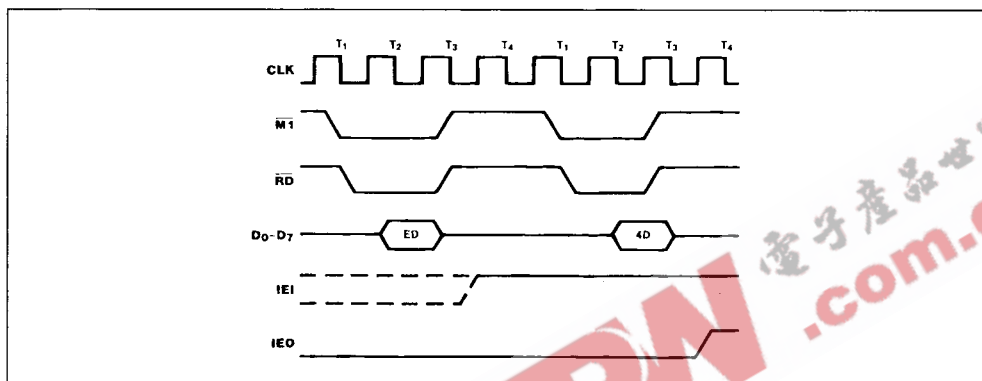 T1 T2 T3 T4 T1 T2 T3 T4
CLK
M1
RD
D0-D7 ED 4D
IEI
IEO
電子產品世
.com.c